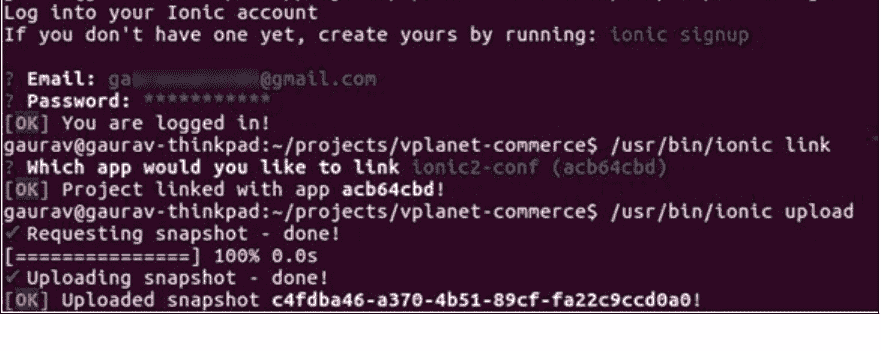 Log into your Ionic account
If you don't have one yet, create yours by running: ionic signup
? Email: ga @gmail.com
? Password: ***********
[OK] You are logged in!
gaurav@gaurav-thinkpad:~/projects/vplanet-commerce$ /usr/bin/ionic link
? Which app would you like to link ionic2-conf (acb64cbd)
[OK] Project linked with app acb64cbd!
gaurav@gaurav-thinkpad:~/projects/vplanet-commerce$ /usr/bin/ionic upload
✓ Requesting snapshot - done!
[===============] 100% 0.0s
✓ Uploading snapshot - done!
[OK] Uploaded snapshot c4fdba46-a370-4b51-89cf-fa22c9ccd0a0!